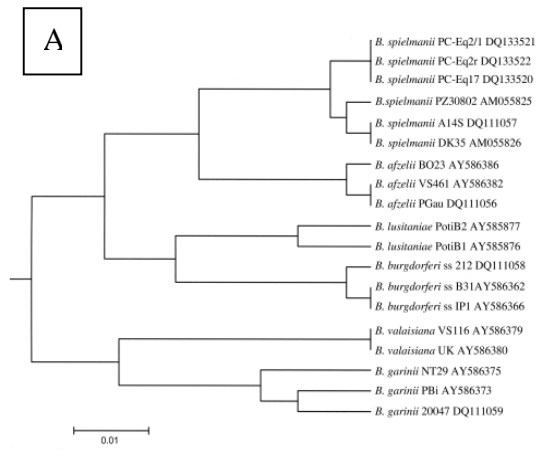 A
B. spielmanii PC-Eq2/1 DQ133521
B. spielmanii PC-Eq2r DQ133522
B. spielmanii PC-Eq17 DQ133520
B.spielmanii PZ30802 AM055825
B. spielmanii A14S DQ111057
B. spielmanii DK35 AM055826
B. afzelii BO23 AY586386
B. afzelii VS461 AY586382
B. afzelii PGau DQ111056
B. lusitaniae PotiB2 AY585877
B. lusitaniae PotiB1 AY585876
B. burgdorferi ss 212 DQ111058
B. burgdorferi ss B31AY586362
B. burgdorferi ss IP1 AY586366
B. valaisiana VS116 AY586379
B. valaisiana UK AY586380
B. garinii NT29 AY586375
B. garinii PBi AY586373
B. garinii 20047 DQ111059
0.01